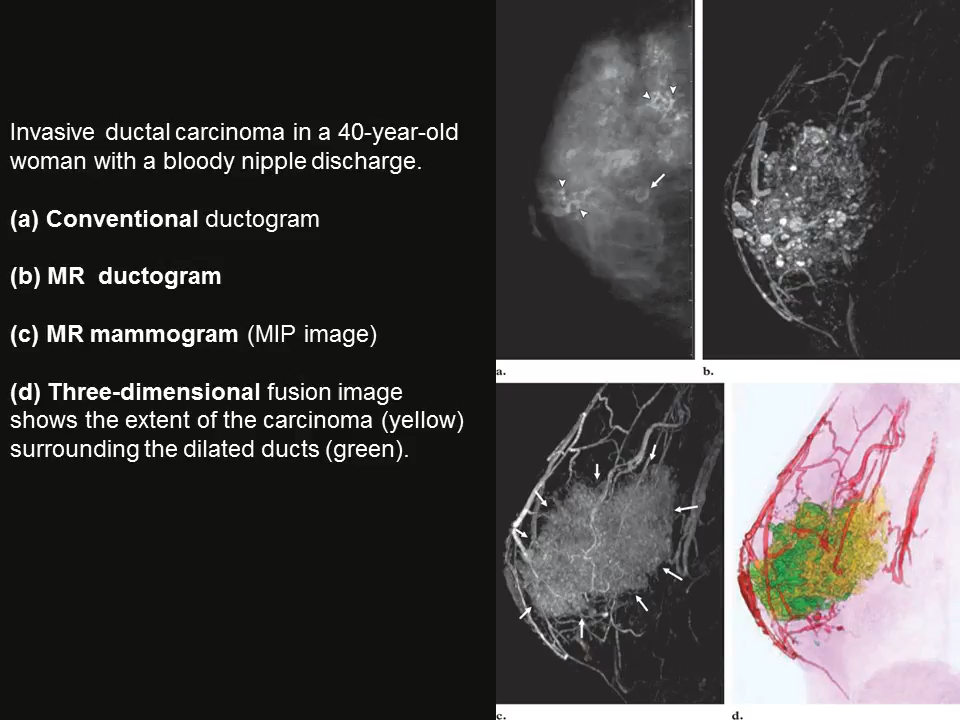 Invasive ductal carcinoma in a 40-year-old
woman with a bloody nipple discharge.
(a) Conventional ductogram
(b) MR ductogram
(c) MR mammogram (MIP image)
(d) Three-dimensional fusion image
shows the extent of the carcinoma (yellow)
surrounding the dilated ducts (green).
a.
b.
c.
d.